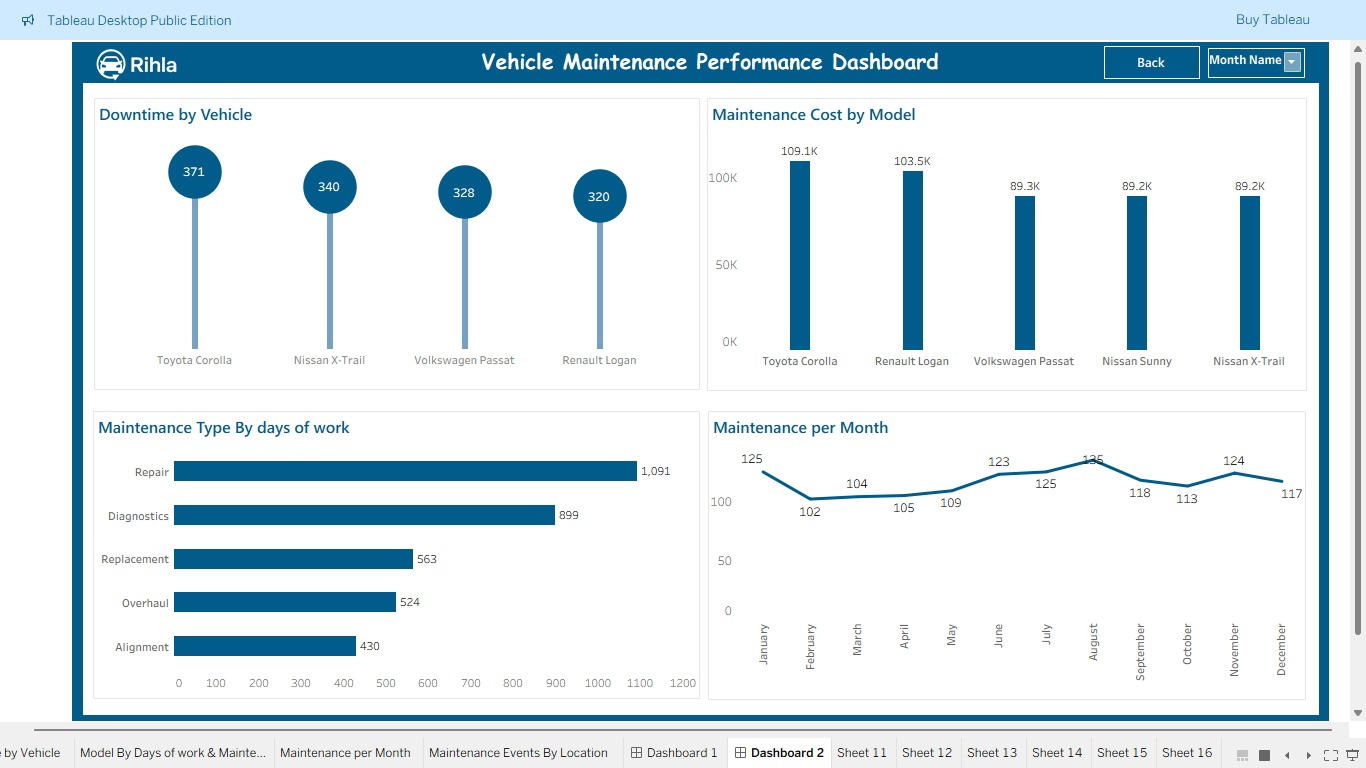 Tableau Desktop Public Edition
Buy Tableau
Rihla
Vehicle Maintenance Performance Dashboard
Back
Month Name
Downtime by Vehicle
371
340
328
320
Toyota Corolla
Nissan X-Trail
Volkswagen Passat
Renault Logan
Maintenance Cost by Model
109.1K
103.5K
89.3K
89.2K
89.2K
100K
50K
0K
Toyota Corolla
Renault Logan
Volkswagen Passat
Nissan Sunny
Nissan X-Trail
Maintenance Type By days of work
Repair 1,091
Diagnostics 899
Replacement 563
Overhaul 524
Alignment 430
0 100 200 300 400 500 600 700 800 900 1000 1100 1200
Maintenance per Month
125
102
104
105
109
123
125
135
118
113
124
117
100
50
0
January
February
March
April
May
June
July
August
September
October
November
December
by Vehicle
Model By Days of work & Mainte...
Maintenance per Month
Maintenance Events By Location
Dashboard 1
Dashboard 2
Sheet 11
Sheet 12
Sheet 13
Sheet 14
Sheet 15
Sheet 16